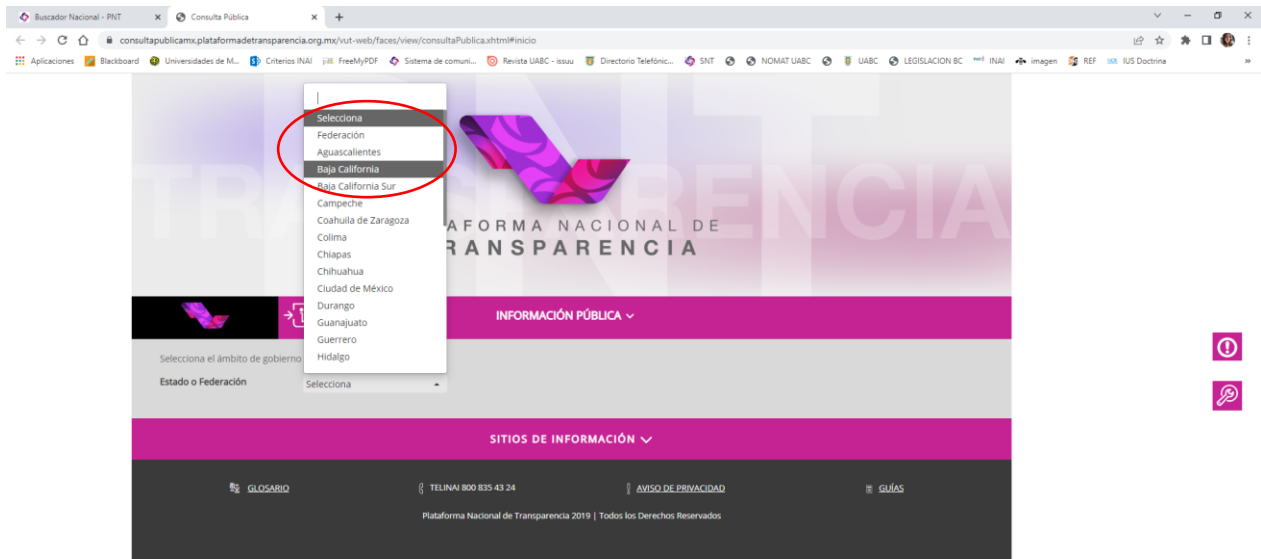 Buscador Nacional - PNT
Consulta Pública
consultapublicamx.plataformadetransparencia.org.mx/vut-web/faces/view/consultaPublica.xhtml#inicio
Aplicaciones Blackboard Universidades de M... Criterios INAI FreeMyPDF Sistema de comuni... Revista UABC - issuu Directorio Telefónic... SNT NOMAT UABC UABC LEGISLACION BC INAI imagen REF IUS Doctrina
Selecciona
Federación
Aguascalientes
Baja California
Baja California Sur
Campeche
Coahuila de Zaragoza
Colima
Chiapas
Chihuahua
Ciudad de México
Durango
Guanajuato
Guerrero
Hidalgo
TR ENCIA
AFORMA NACIONAL DE
RANSPARENCIA
INFORMACIÓN PÚBLICA
Selecciona el ámbito de gobierno
Estado o Federación Selecciona
SITIOS DE INFORMACIÓN
GLOSARIO TELINAI 800 835 43 24 AVISO DE PRIVACIDAD GUÍAS
Plataforma Nacional de Transparencia 2019 | Todos los Derechos Reservados